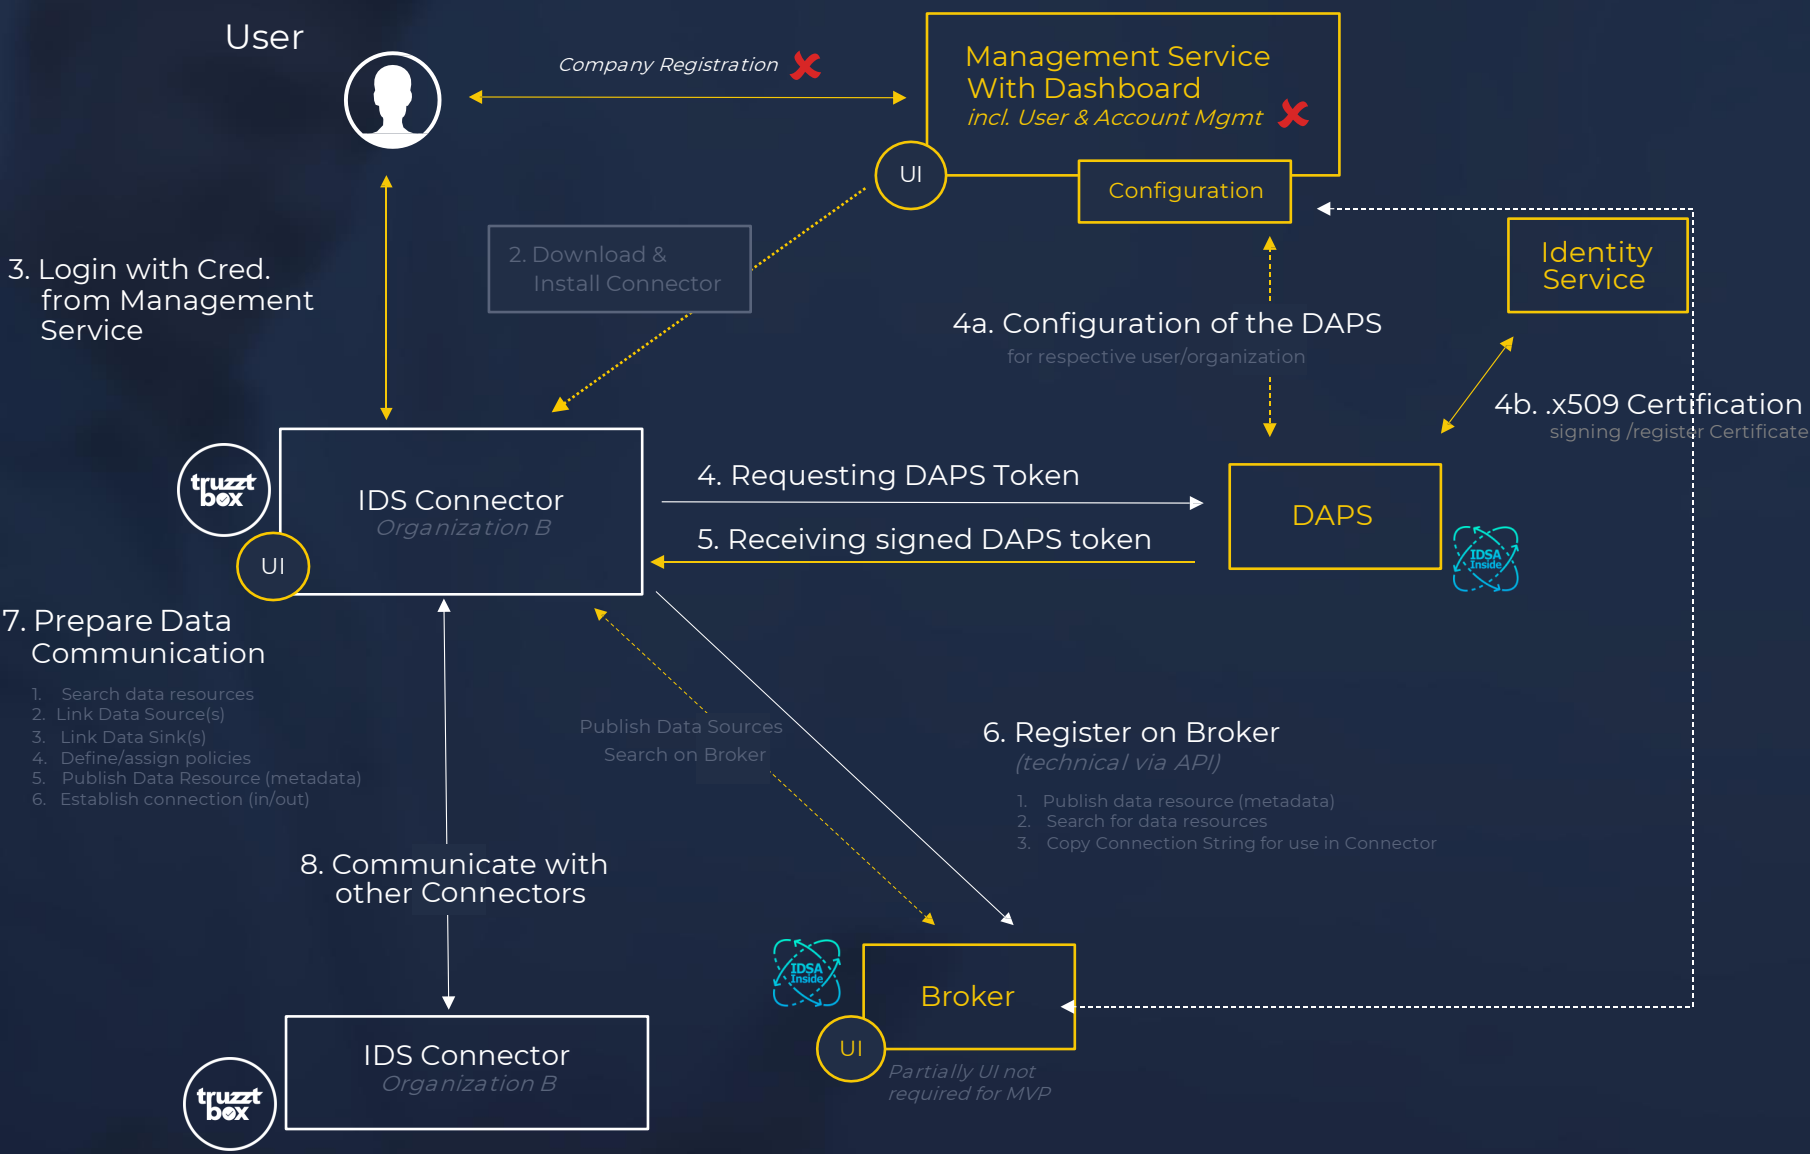 User
Company Registration
Management Service
With Dashboard
incl. User & Account Mgmt
UI
Configuration
2. Download &
Install Connector
Identity
Service
3. Login with Cred.
from Management
Service
4a. Configuration of the DAPS
for respective user/organization
4b. .x509 Certification
signing /register Certificate
truzzt
box
IDS Connector
Organization B
UI
4. Requesting DAPS Token
5. Receiving signed DAPS token
DAPS
IDSA
Inside
7. Prepare Data
Communication
1. Search data resources
2. Link Data Source(s)
3. Link Data Sink(s)
4. Define/assign policies
5. Publish Data Resource (metadata)
6. Establish connection (in/out)
Publish Data Sources
Search on Broker
6. Register on Broker
(technical via API)
1. Publish data resource (metadata)
2. Search for data resources
3. Copy Connection String for use in Connector
8. Communicate with
other Connectors
IDSA
Inside
Broker
UI
Partially UI not
required for MVP
IDS Connector
Organization B
truzzt
box